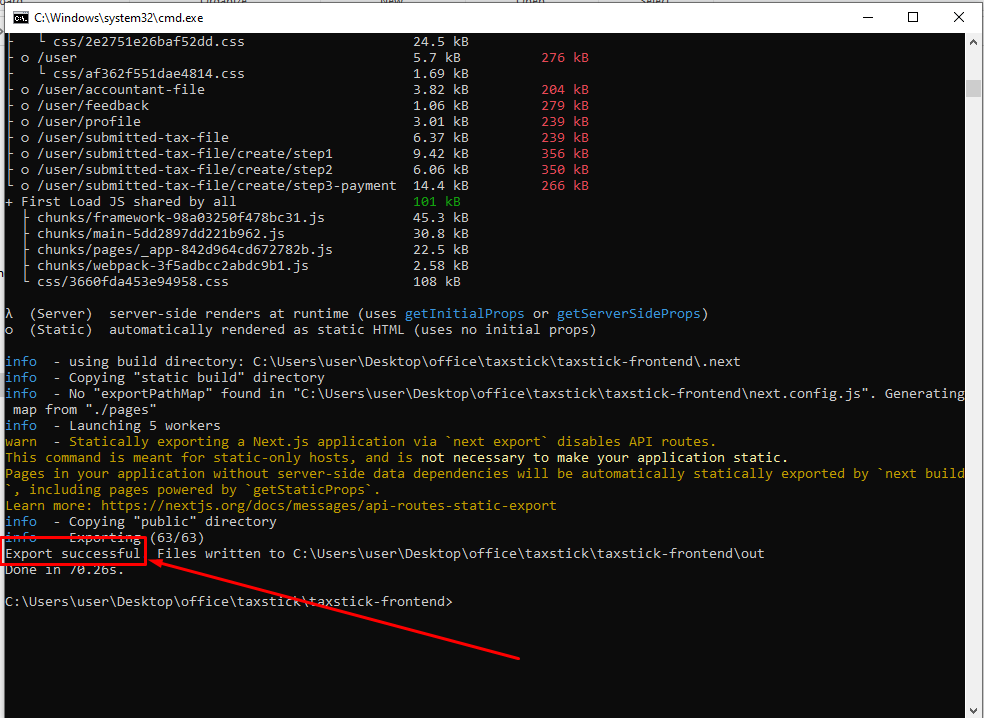 C:\Windows\system32\cmd.exe
├   └ css/2e2751e26baf52dd.css 24.5 kB
├ ○ /user 5.7 kB 276 kB
├   └ css/af362f551dae4814.css 1.69 kB
├ ○ /user/accountant-file 3.82 kB 204 kB
├ ○ /user/feedback 1.06 kB 279 kB
├ ○ /user/profile 3.01 kB 239 kB
├ ○ /user/submitted-tax-file 6.37 kB 239 kB
├ ○ /user/submitted-tax-file/create/step1 9.42 kB 356 kB
├ ○ /user/submitted-tax-file/create/step2 6.06 kB 350 kB
└ ○ /user/submitted-tax-file/create/step3-payment 14.4 kB 266 kB
+ First Load JS shared by all 101 kB
  ├ chunks/framework-98a03250f478bc31.js 45.3 kB
  ├ chunks/main-5dd2897dd221b962.js 30.8 kB
  ├ chunks/pages/_app-842d964cd672782b.js 22.5 kB
  ├ chunks/webpack-3f5adbcc2abdc9b1.js 2.58 kB
  └ css/3660fda453e94958.css 108 kB
λ  (Server)  server-side renders at runtime (uses getInitialProps or getServerSideProps)
○  (Static)  automatically rendered as static HTML (uses no initial props)
info  - using build directory: C:\Users\user\Desktop\office\taxstick\taxstick-frontend\.next
info  - Copying "static build" directory
info  - No "exportPathMap" found in "C:\Users\user\Desktop\office\taxstick\taxstick-frontend\next.config.js". Generating
 map from "./pages"
info  - Launching 5 workers
warn  - Statically exporting a Next.js application via `next export` disables API routes.
This command is meant for static-only hosts, and is not necessary to make your application static.
Pages in your application without server-side data dependencies will be automatically statically exported by `next build
`, including pages powered by `getStaticProps`.
Learn more: https://nextjs.org/docs/messages/api-routes-static-export
info  - Copying "public" directory
info  - Exporting (63/63)
Export successful  Files written to C:\Users\user\Desktop\office\taxstick\taxstick-frontend\out
Done in 70.26s.
C:\Users\user\Desktop\office\taxstick\taxstick-frontend>